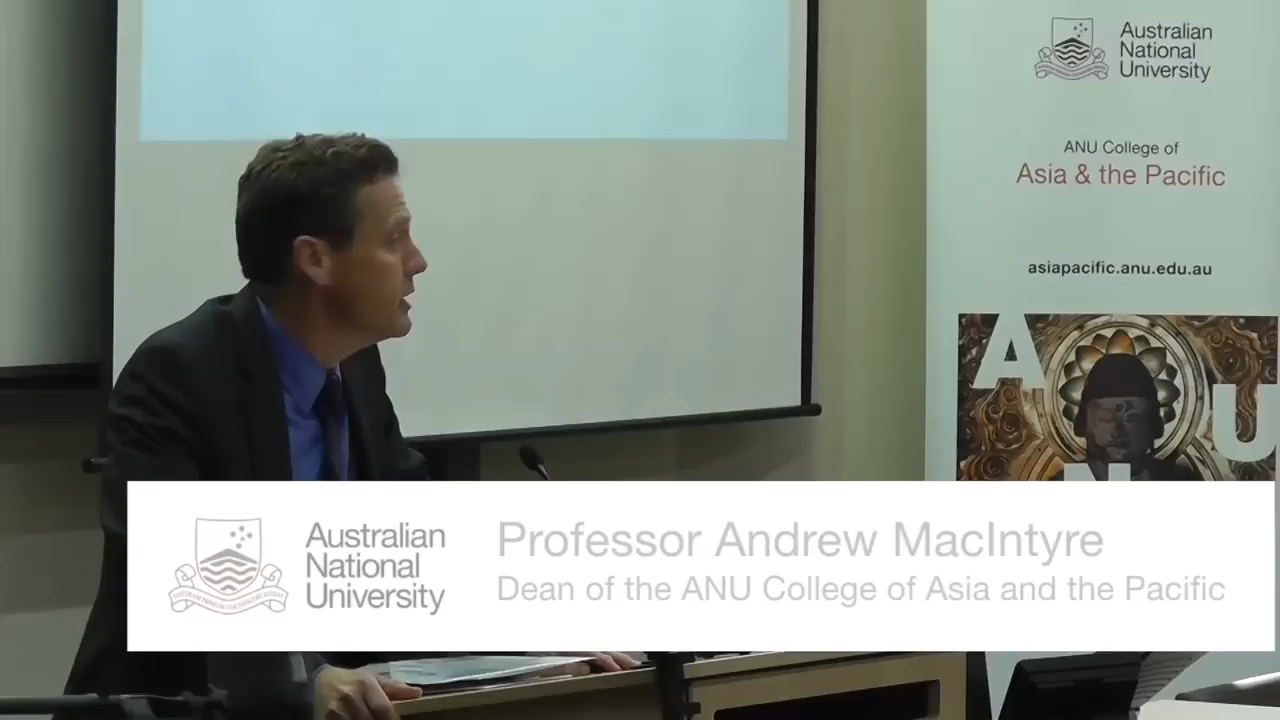 Australian
National
University
ANU College of
Asia & the Pacific
asiapacific.anu.edu.au
A
U
N
Australian
National
University
Professor Andrew MacIntyre
Dean of the ANU College of Asia and the Pacific